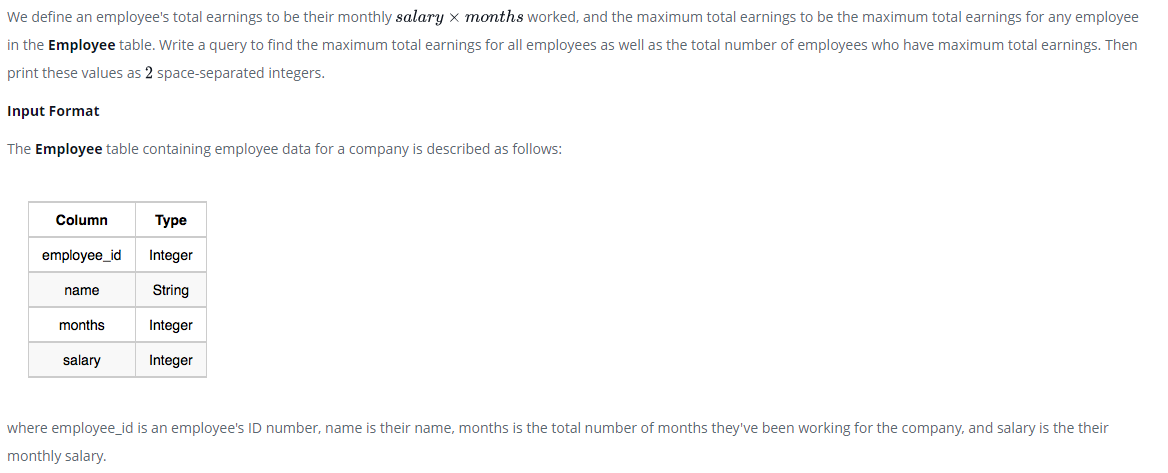 We define an employee's total earnings to be their monthly salary × months worked, and the maximum total earnings to be the maximum total earnings for any employee
in the Employee table. Write a query to find the maximum total earnings for all employees as well as the total number of employees who have maximum total earnings. Then
print these values as 2 space-separated integers.
Input Format
The Employee table containing employee data for a company is described as follows:
Column Type
employee_id Integer
name String
months Integer
salary Integer
where employee_id is an employee's ID number, name is their name, months is the total number of months they've been working for the company, and salary is the their
monthly salary.